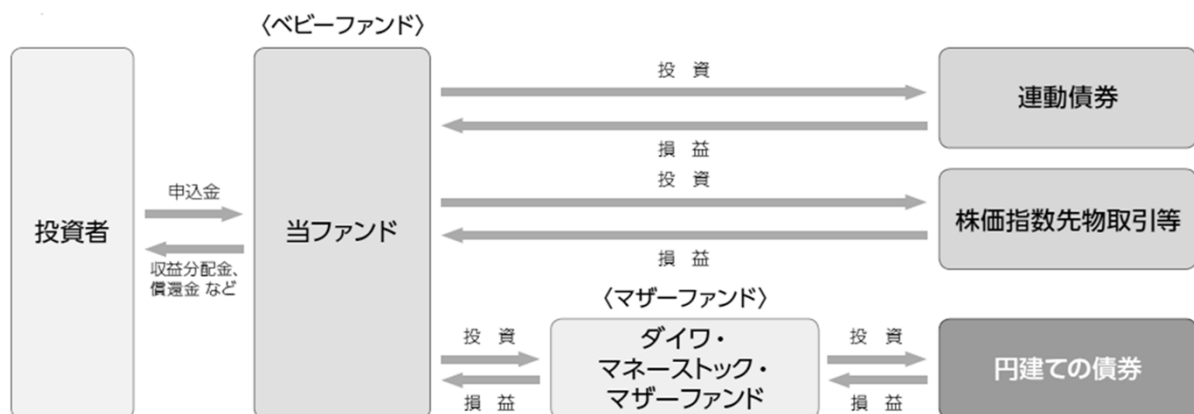 〈ベビーファンド〉
投資者
申込金
収益分配金、
償還金 など
当ファンド
投 資
損 益
連動債券
投 資
損 益
株価指数先物取引等
〈マザーファンド〉
投 資
損 益
ダイワ・
マネーストック・
マザーファンド
投 資
損 益
円建ての債券